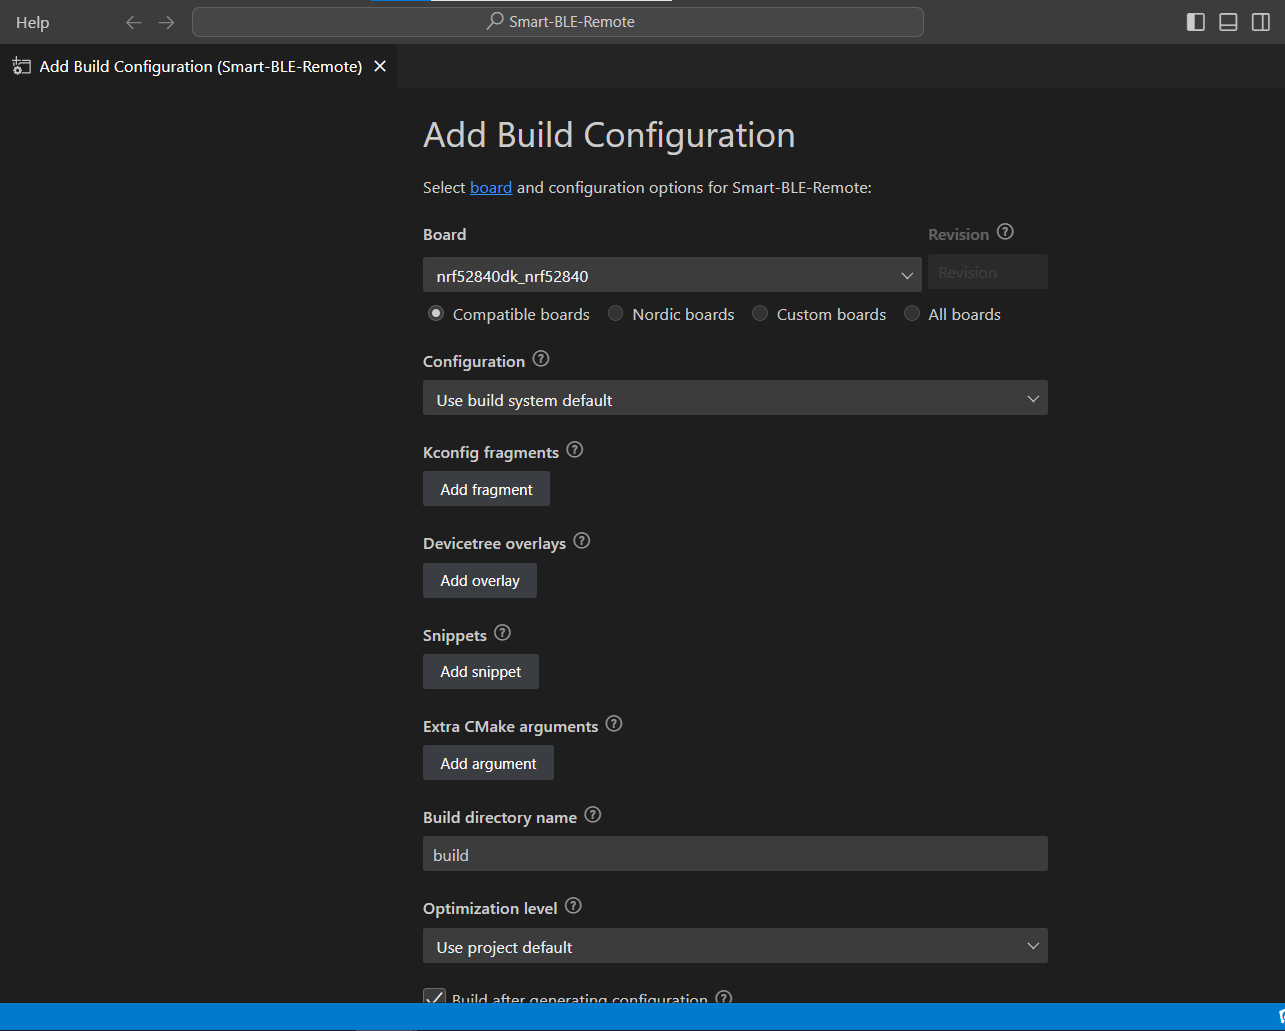 Help
Smart-BLE-Remote
Add Build Configuration (Smart-BLE-Remote)
Add Build Configuration
Select board and configuration options for Smart-BLE-Remote:
Board
Revision
nrf52840dk_nrf52840
Revision
Compatible boards Nordic boards Custom boards All boards
Configuration
Use build system default
Kconfig fragments
Add fragment
Devicetree overlays
Add overlay
Snippets
Add snippet
Extra CMake arguments
Add argument
Build directory name
build
Optimization level
Use project default
Build after generating configuration